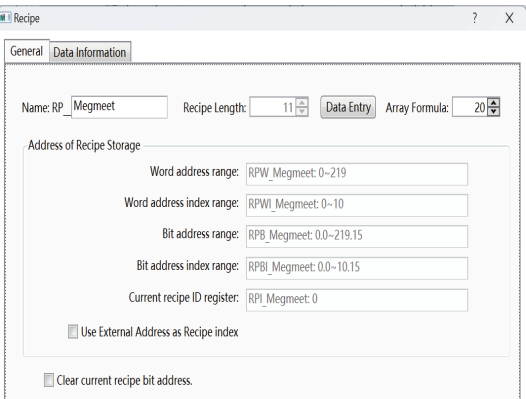 Recipe ? X
General Data Information
Name: RP_ Megmeet Recipe Length: 11 Data Entry Array Formula: 20
Address of Recipe Storage
Word address range: RPW_Megmeet: 0~219
Word address index range: RPWI_Megmeet: 0~10
Bit address range: RPB_Megmeet: 0.0~219.15
Bit address index range: RPBI_Megmeet: 0.0~10.15
Current recipe ID register: RPI_Megmeet: 0
Use External Address as Recipe index
Clear current recipe bit address.